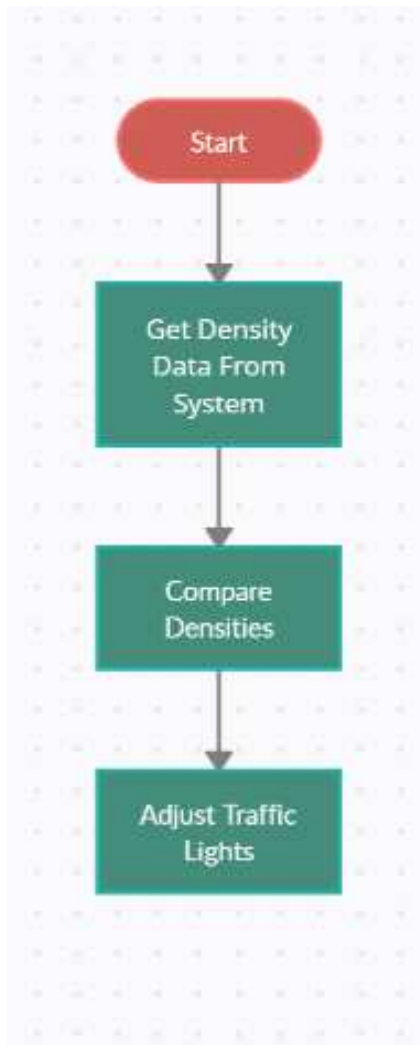 Start
Get Density
Data From
System
Compare
Densities
Adjust Traffic
Lights